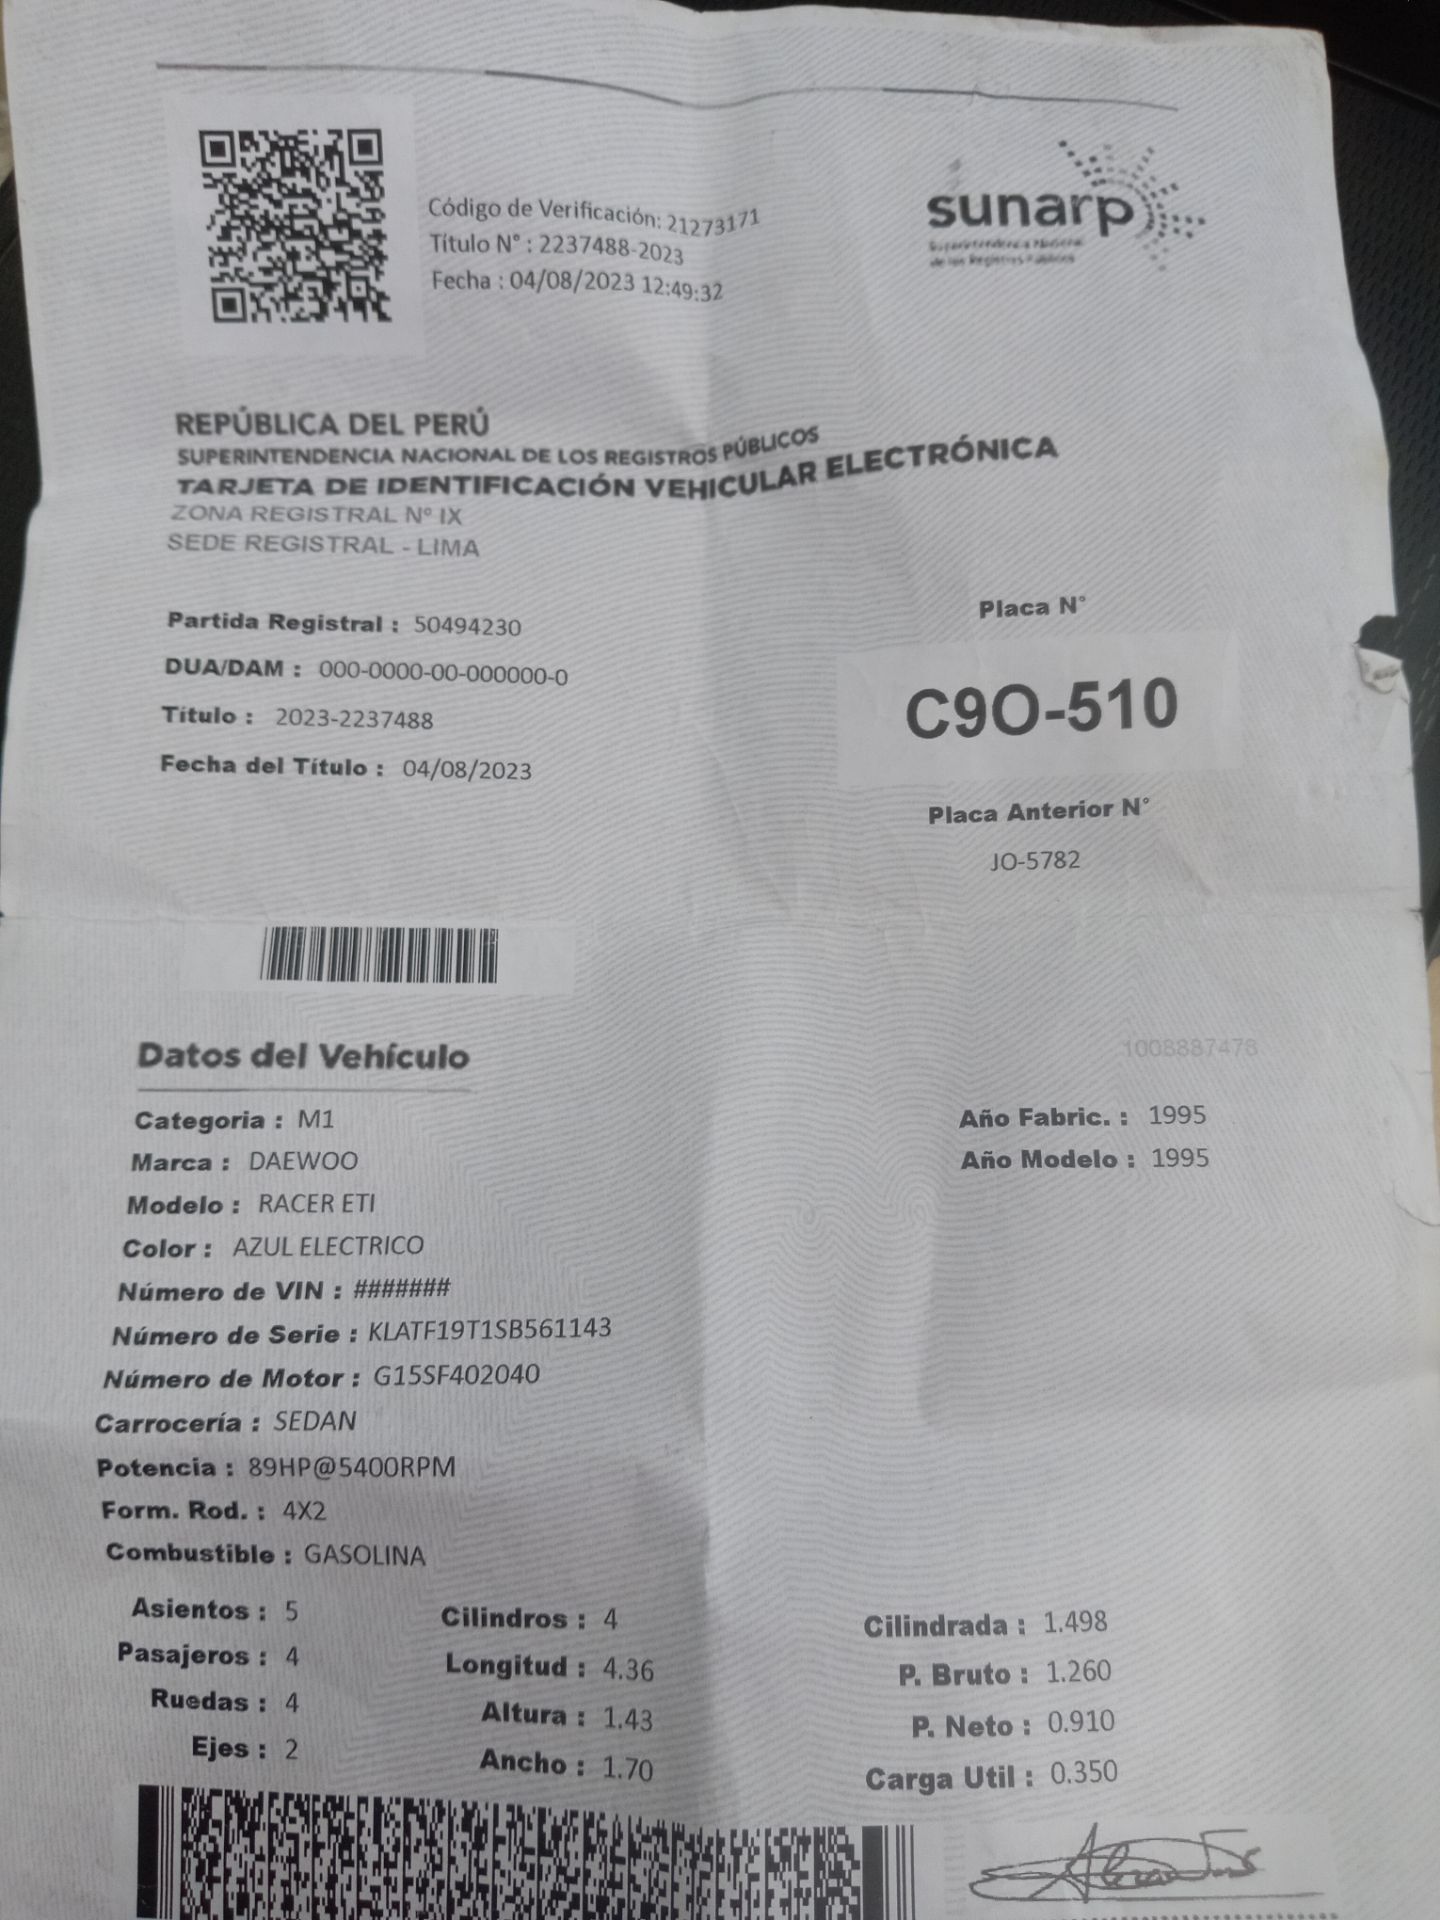 Código de Verificación: 21273171
Título N° : 2237488-2023
Fecha : 04/08/2023 12:49:32
sunarp
Superintendencia Nacional
de los Registros Públicos
REPÚBLICA DEL PERÚ
SUPERINTENDENCIA NACIONAL DE LOS REGISTROS PÚBLICOS
TARJETA DE IDENTIFICACIÓN VEHICULAR ELECTRÓNICA
ZONA REGISTRAL Nº IX
SEDE REGISTRAL - LIMA
Partida Registral : 50494230
DUA/DAM : 000-0000-00-000000-0
Título : 2023-2237488
Fecha del Título : 04/08/2023
Placa N°
C9O-510
Placa Anterior N°
JO-5782
Datos del Vehículo
1008887478
Categoria : M1
Marca : DAEWOO
Modelo : RACER ETI
Color : AZUL ELECTRICO
Número de VIN : #######
Número de Serie : KLATF19T1SB561143
Número de Motor : G15SF402040
Carrocería : SEDAN
Potencia : 89HP@5400RPM
Form. Rod. : 4X2
Combustible : GASOLINA
Año Fabric. : 1995
Año Modelo : 1995
Asientos : 5
Pasajeros : 4
Ruedas : 4
Ejes : 2
Cilindros : 4
Longitud : 4.36
Altura : 1.43
Ancho : 1.70
Cilindrada : 1.498
P. Bruto : 1.260
P. Neto : 0.910
Carga Util : 0.350